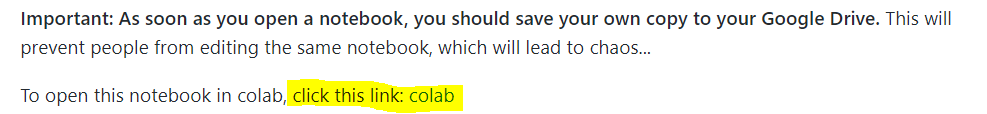 Important: As soon as you open a notebook, you should save your own copy to your Google Drive. This will
prevent people from editing the same notebook, which will lead to chaos...
To open this notebook in colab, click this link: colab